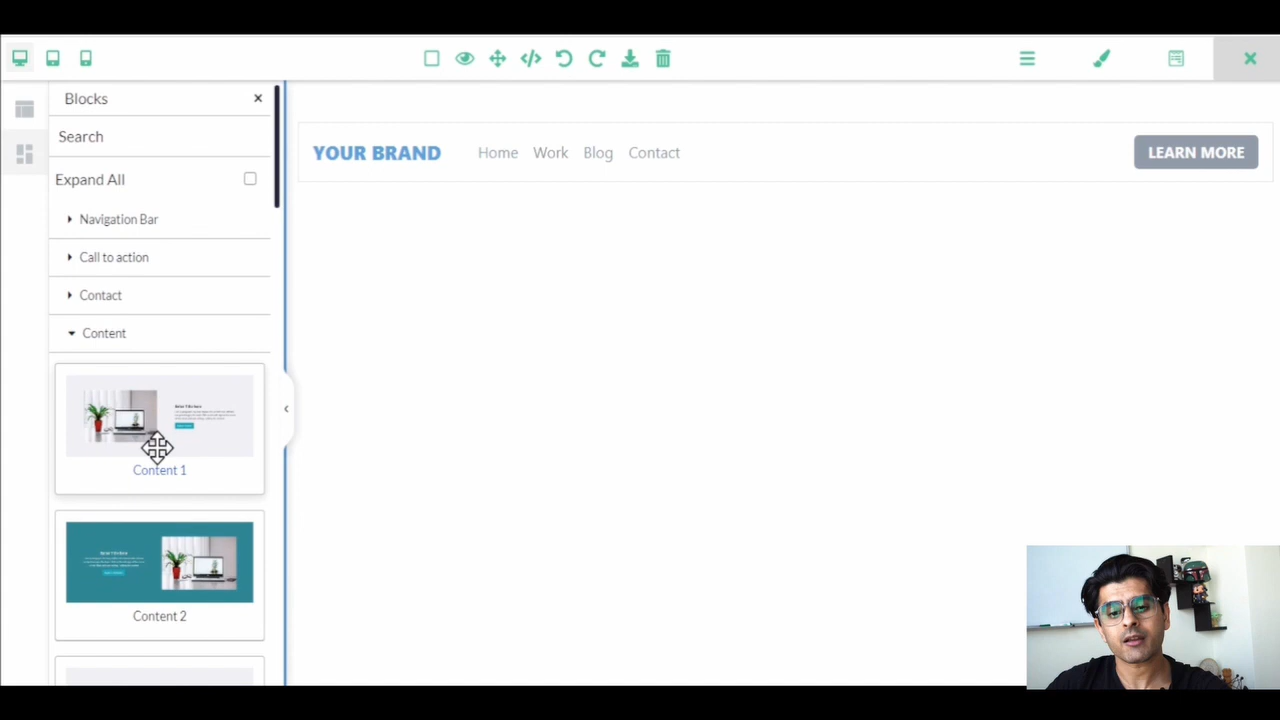 Blocks
Search
Expand All
Navigation Bar
Call to action
Contact
Content
Content 1
Content 2
YOUR BRAND Home Work Blog Contact LEARN MORE